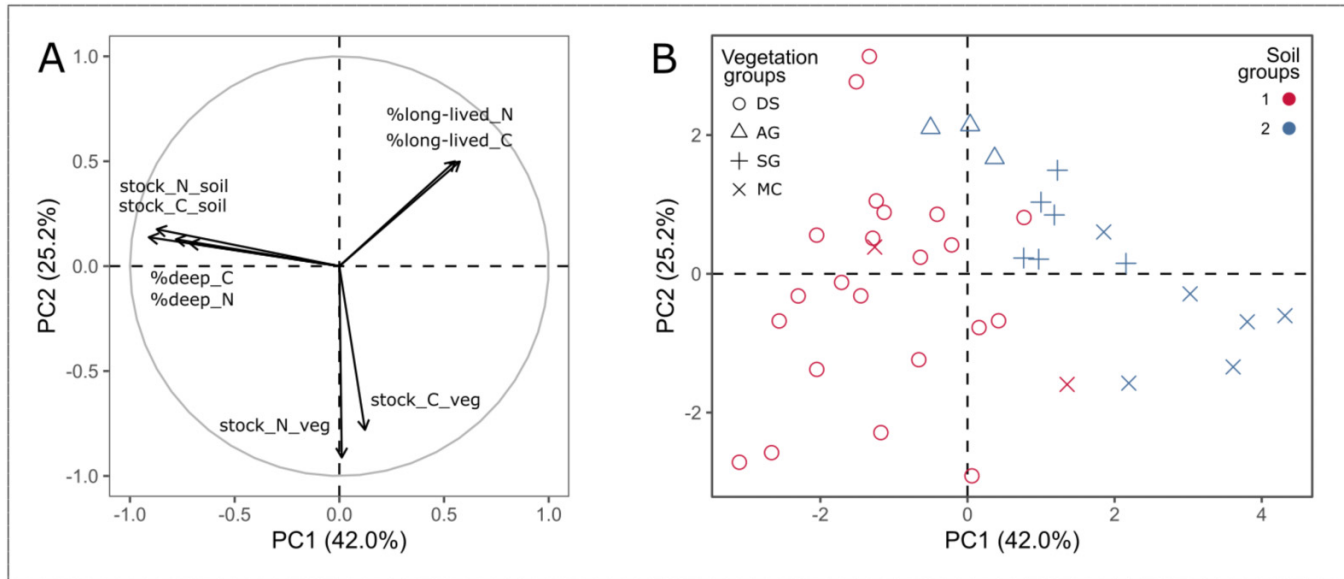 A
1.0
0.5
0.0
-0.5
-1.0
PC2 (25.2%)
%long-lived_N
%long-lived_C
stock_N_soil
stock_C_soil
%deep_C
%deep_N
stock_C_veg
stock_N_veg
-1.0 -0.5 0.0 0.5 1.0
PC1 (42.0%)
B
Vegetation
groups
DS
AG
SG
MC
Soil
groups
1
2
2
0
-2
PC2 (25.2%)
-2 0 2 4
PC1 (42.0%)